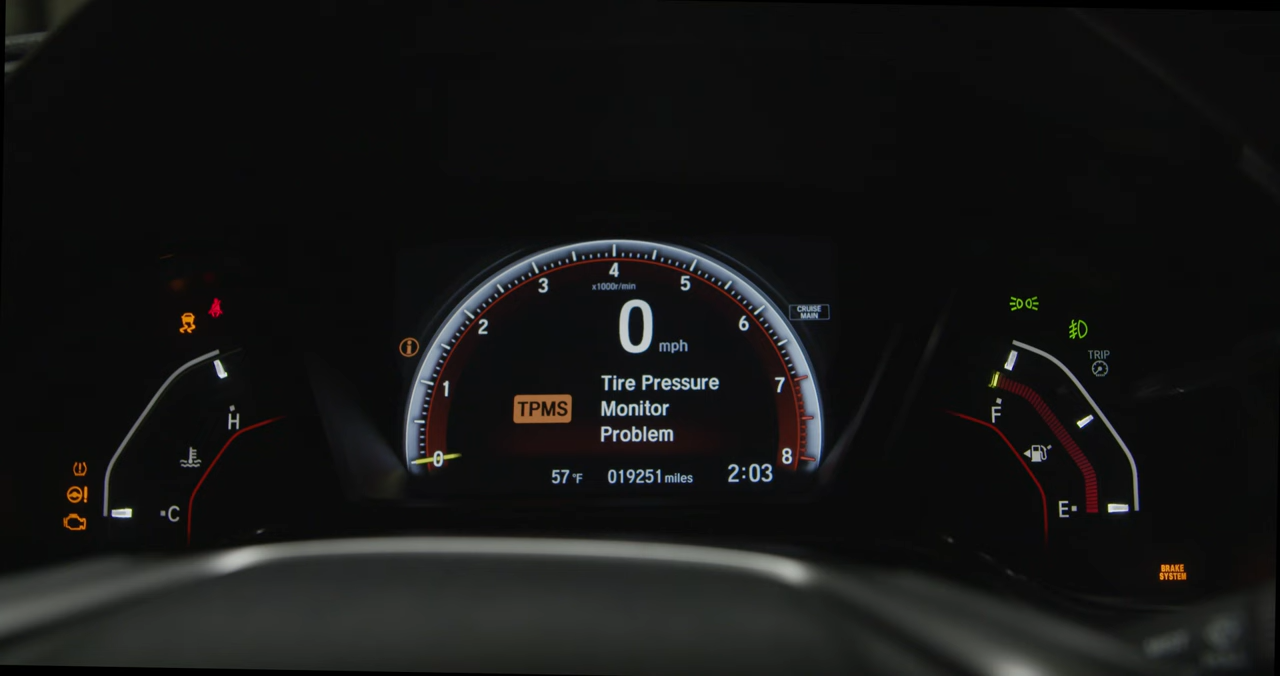 4
3
5
x1000r/min
2
6
0 mph
CRUISE
MAIN
TRIP
1
7
Tire Pressure
TPMS
Monitor
Problem
H
F
0
8
57°F
019251 miles
2:03
C
E
BRAKE
SYSTEM